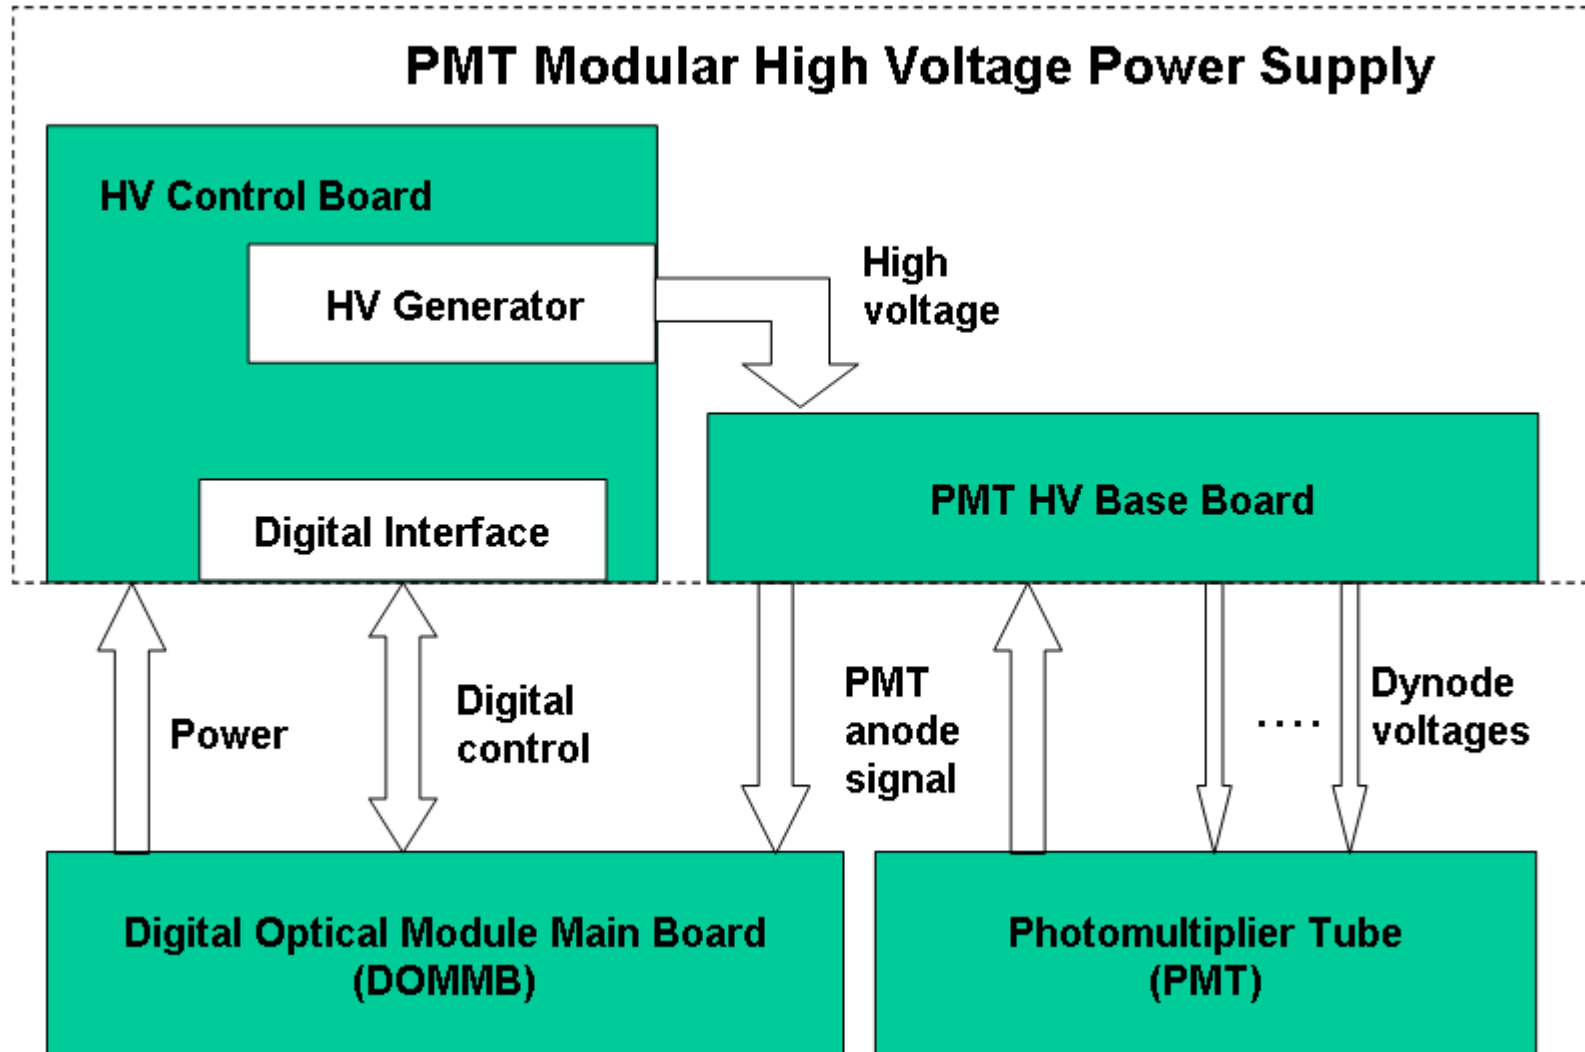 PMT Modular High Voltage Power Supply
HV Control Board
HV Generator
High
voltage
Digital Interface
PMT HV Base Board
Power
Digital
control
PMT
anode
signal
....
Dynode
voltages
Digital Optical Module Main Board
(DOMMB)
Photomultiplier Tube
(PMT)